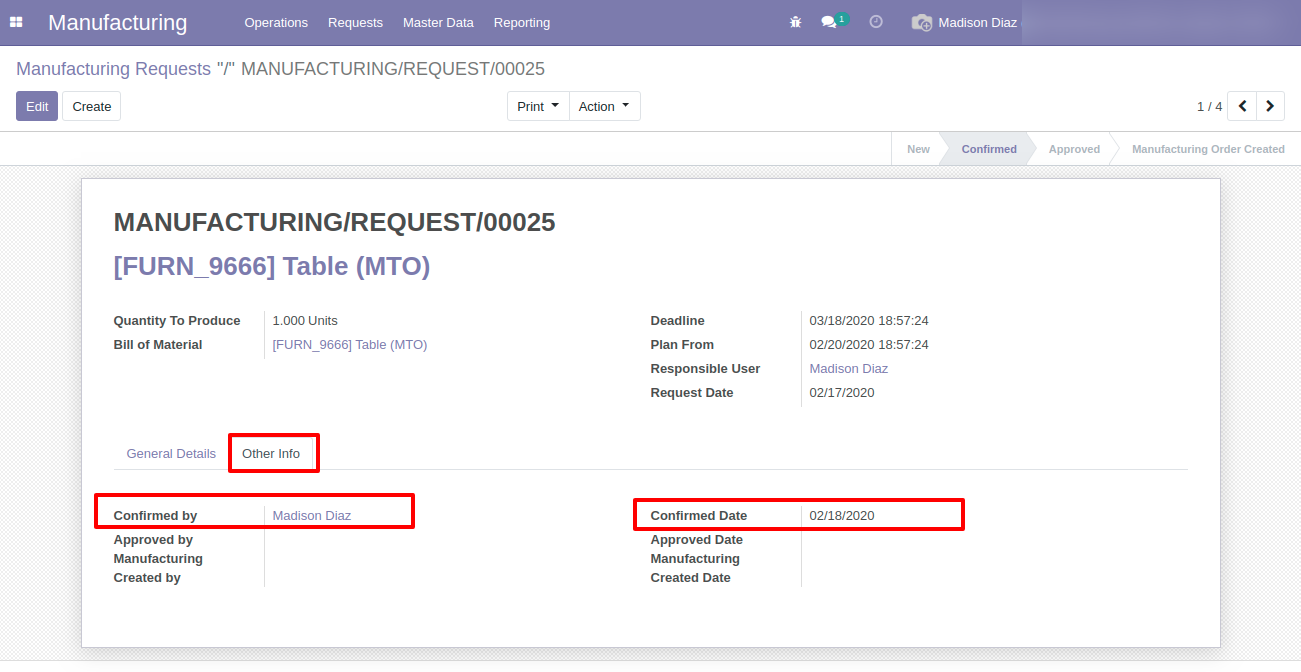 Manufacturing Operations Requests Master Data Reporting 1 Madison Diaz
Manufacturing Requests "/" MANUFACTURING/REQUEST/00025
Edit Create Print Action 1 / 4
New Confirmed Approved Manufacturing Order Created
MANUFACTURING/REQUEST/00025
[FURN_9666] Table (MTO)
Quantity To Produce 1.000 Units
Bill of Material [FURN_9666] Table (MTO)
Deadline 03/18/2020 18:57:24
Plan From 02/20/2020 18:57:24
Responsible User Madison Diaz
Request Date 02/17/2020
General Details Other Info
Confirmed by Madison Diaz
Approved by
Manufacturing
Created by
Confirmed Date 02/18/2020
Approved Date
Manufacturing
Created Date